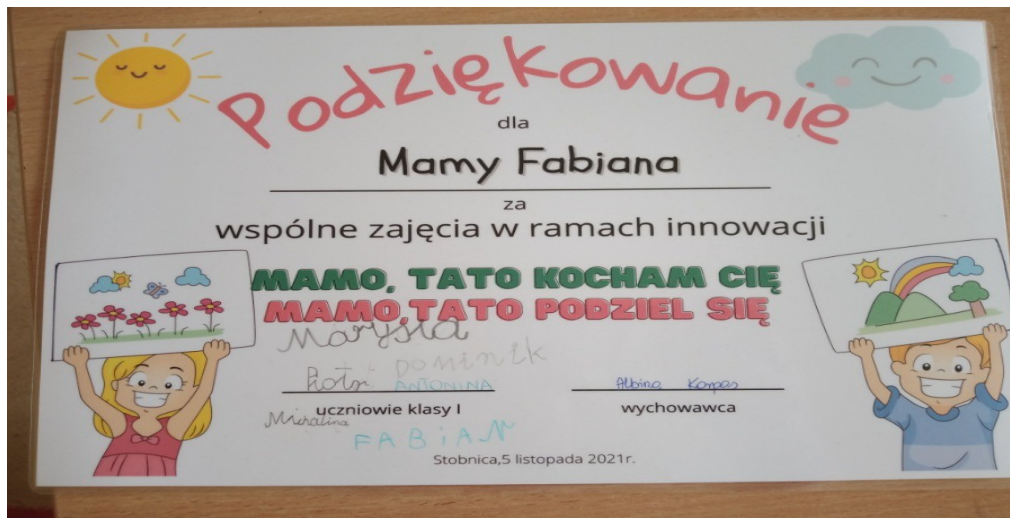 Podziękowanie
dla
Mamy Fabiana
za
wspólne zajęcia w ramach innowacji
MAMO, TATO KOCHAM CIĘ
MAMO,TATO PODZIEL SIĘ
Marysia
DOMINIK
Piotr ANTONINA
Albina Karpas
uczniowie klasy I
wychowawca
Michalina
FABiAN
Stobnica,5 listopada 2021r.